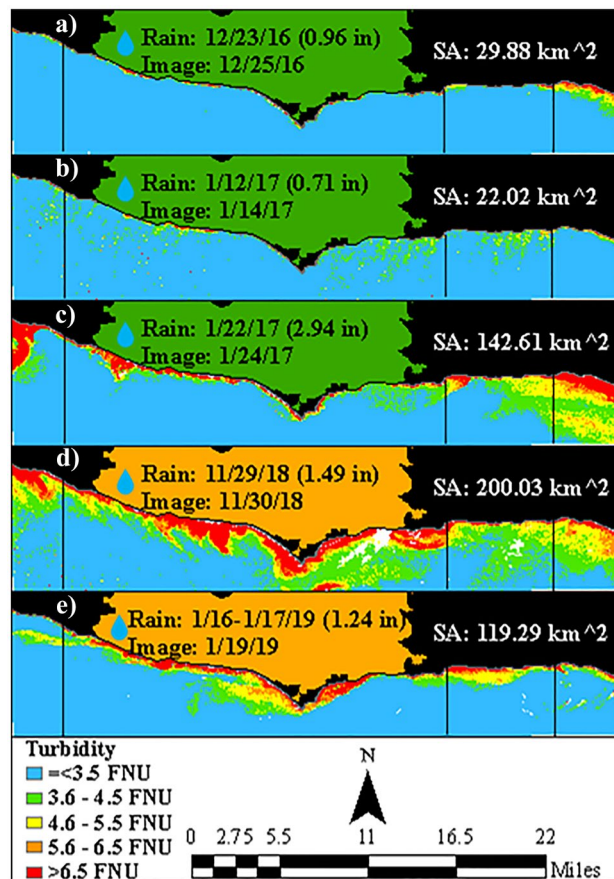 a)
Rain: 12/23/16 (0.96 in)
Image: 12/25/16
SA: 29.88 km^2
b)
Rain: 1/12/17 (0.71 in)
Image: 1/14/17
SA: 22.02 km^2
c)
Rain: 1/22/17 (2.94 in)
Image: 1/24/17
SA: 142.61 km^2
d)
Rain: 11/29/18 (1.49 in)
Image: 11/30/18
SA: 200.03 km^2
e)
Rain: 1/16-1/17/19 (1.24 in)
Image: 1/19/19
SA: 119.29 km^2
Turbidity
=<3.5 FNU
3.6 - 4.5 FNU
4.6 - 5.5 FNU
5.6 - 6.5 FNU
>6.5 FNU
N
0 2.75 5.5 11 16.5 22
Miles